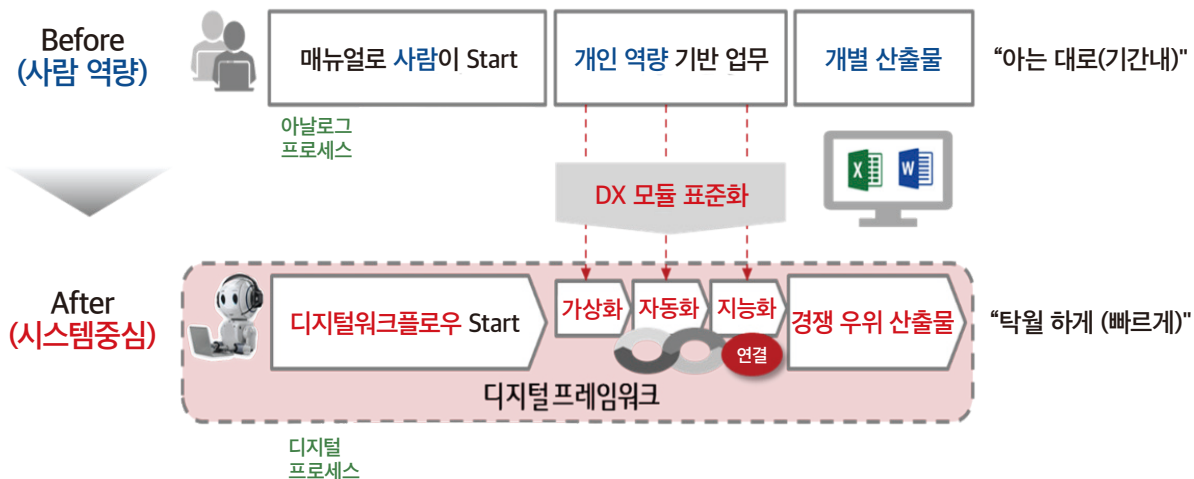 Before
(사람 역량)
매뉴얼로 사람이 Start
개인 역량 기반 업무
개별 산출물
“아는 대로(기간내)"
아날로그
프로세스
X
W
DX 모듈 표준화
After
(시스템중심)
디지털워크플로우 Start
가상화
자동화
지능화
연결
경쟁 우위 산출물
“탁월 하게 (빠르게)"
디지털 프레임워크
디지털
프로세스